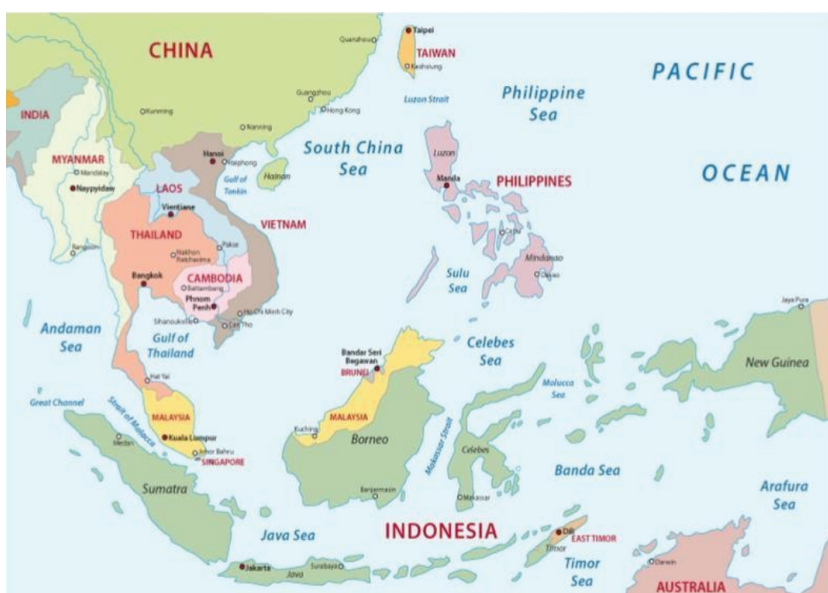 Taipei
Quanzhou
CHINA
TAIWAN
Kaohsiung
PACIFIC
Guangzhou
Luzon Strait
Philippine
Sea
Kunming
Hong Kong
INDIA
Nanning
South China
Sea
Hanoi
Haiphong
Luzon
MYANMAR
Mandalay
Gulf of
Tonkin
Hainan
OCEAN
Naypyidaw
LAOS
Manila
PHILIPPINES
Vientiane
VIETNAM
THAILAND
Cebu
Rangoon
Nakhon
Ratchasima
Pakse
Mindanao
Bangkok
CAMBODIA
Battambang
Sulu
Sea
Davao
Phnom
Penh
Jaya Pura
Sihanoukville
Ho Chi Minh City
Can Tho
Andaman
Sea
Gulf of
Thailand
Celebes
Sea
Bandar Seri
Begawan
BRUNEI
New Guinea
Hat Yai
Molucca
Sea
Great Channel
Strait of Malacca
MALAYSIA
MALAYSIA
Kuching
Borneo
Makassar Strait
Medan
Kuala Lumpur
Johor Bahru
SINGAPORE
Celebes
Banda Sea
Sumatra
Banjarmasin
Makassar
Arafura
Sea
Java Sea
INDONESIA
Dili
EAST TIMOR
Timor
Jakarta
Java
Surabaya
Timor
Sea
Darwin
AUSTRALIA